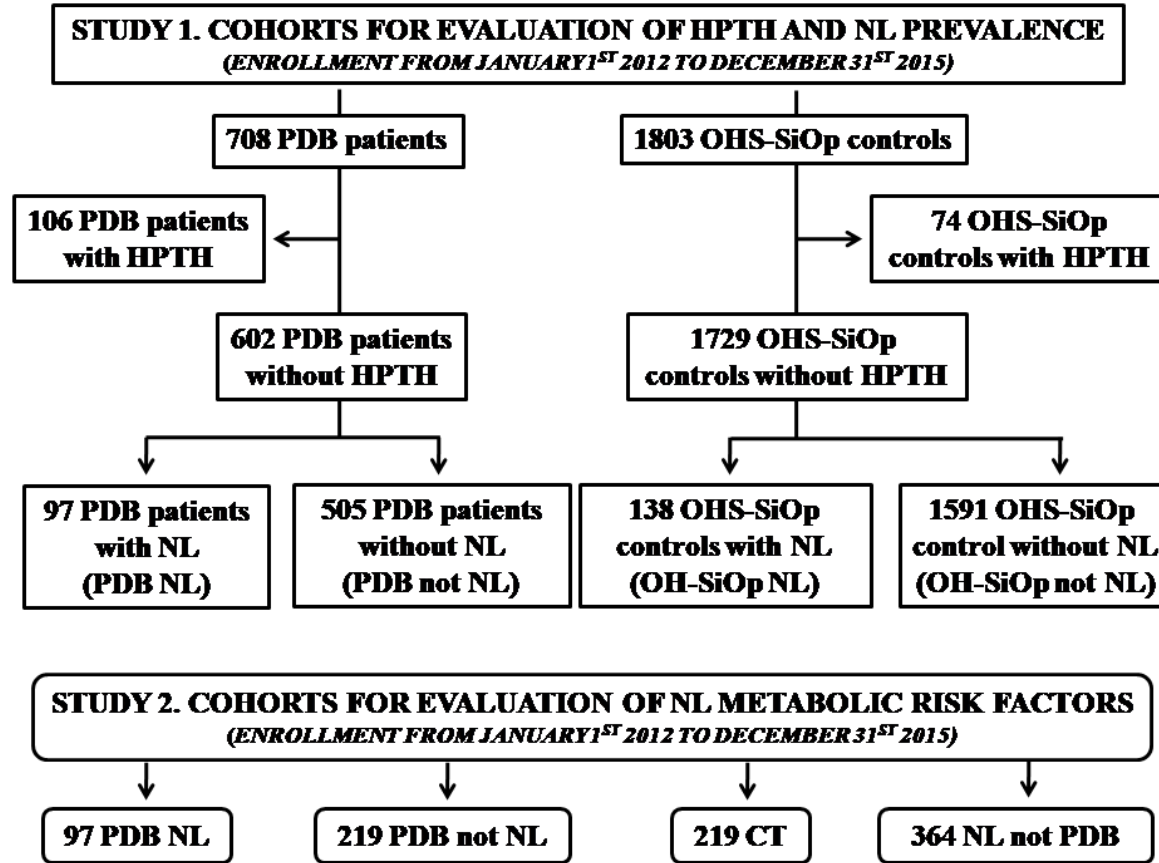 STUDY 1. COHORTS FOR EVALUATION OF HPTH AND NL PREVALENCE
(ENROLLMENT FROM JANUARY 1ST 2012 TO DECEMBER 31ST 2015)
708 PDB patients
1803 OHS-SiOp controls
106 PDB patients
with HPTH
74 OHS-SiOp
controls with HPTH
602 PDB patients
without HPTH
1729 OHS-SiOp
controls without HPTH
97 PDB patients
with NL
(PDB NL)
505 PDB patients
without NL
(PDB not NL)
138 OHS-SiOp
controls with NL
(OH-SiOp NL)
1591 OHS-SiOp
control without NL
(OH-SiOp not NL)
STUDY 2. COHORTS FOR EVALUATION OF NL METABOLIC RISK FACTORS
(ENROLLMENT FROM JANUARY 1ST 2012 TO DECEMBER 31ST 2015)
97 PDB NL
219 PDB not NL
219 CT
364 NL not PDB